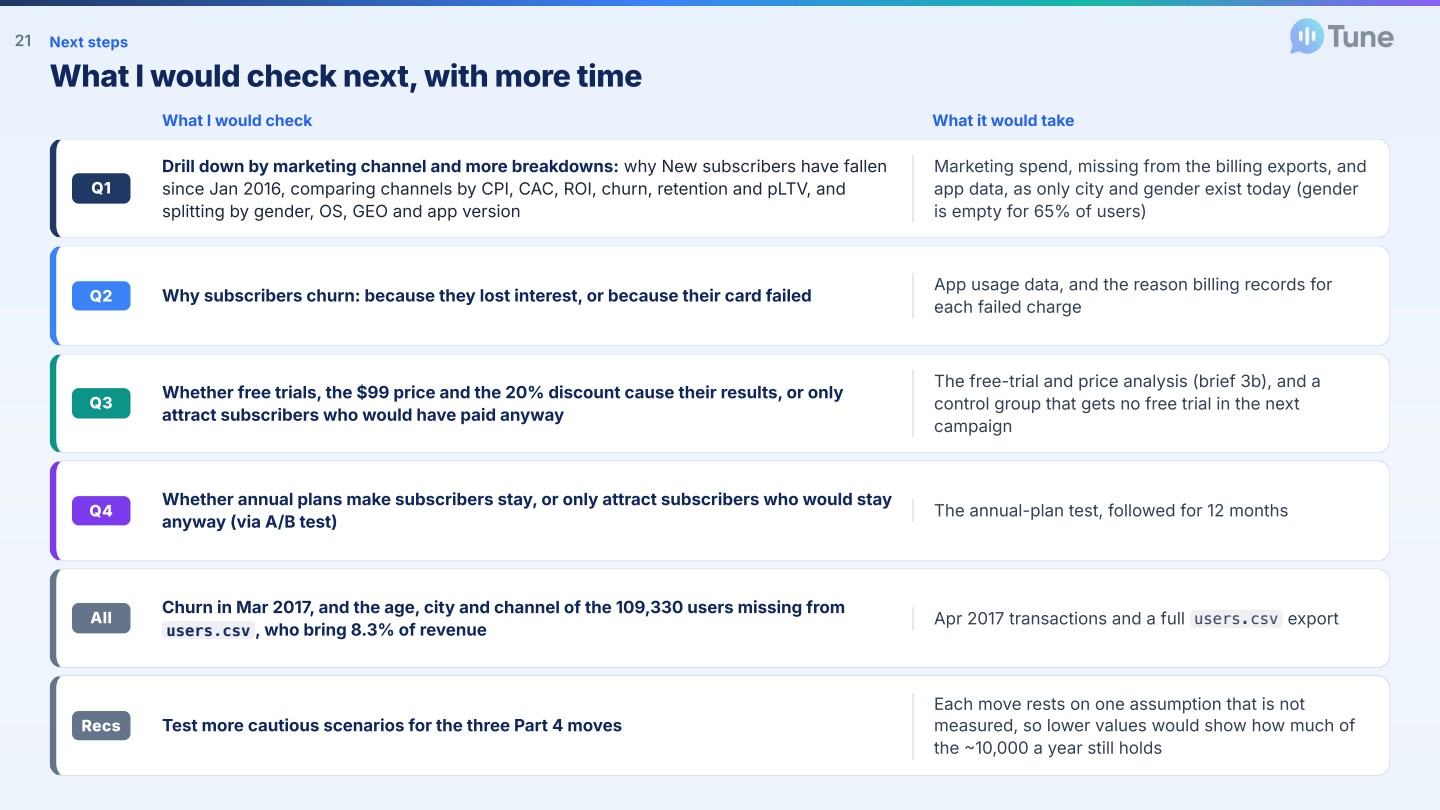 21 Next steps
Tune
What I would check next, with more time
What I would check
What it would take
Q1
Drill down by marketing channel and more breakdowns: why New subscribers have fallen
since Jan 2016, comparing channels by CPI, CAC, ROI, churn, retention and pLTV, and
splitting by gender, OS, GEO and app version
Marketing spend, missing from the billing exports, and
app data, as only city and gender exist today (gender
is empty for 65% of users)
Q2
Why subscribers churn: because they lost interest, or because their card failed
App usage data, and the reason billing records for
each failed charge
Q3
Whether free trials, the $99 price and the 20% discount cause their results, or only
attract subscribers who would have paid anyway
The free-trial and price analysis (brief 3b), and a
control group that gets no free trial in the next
campaign
Q4
Whether annual plans make subscribers stay, or only attract subscribers who would stay
anyway (via A/B test)
The annual-plan test, followed for 12 months
All
Churn in Mar 2017, and the age, city and channel of the 109,330 users missing from
users.csv, who bring 8.3% of revenue
Apr 2017 transactions and a full users.csv export
Recs
Test more cautious scenarios for the three Part 4 moves
Each move rests on one assumption that is not
measured, so lower values would show how much of
the ~10,000 a year still holds